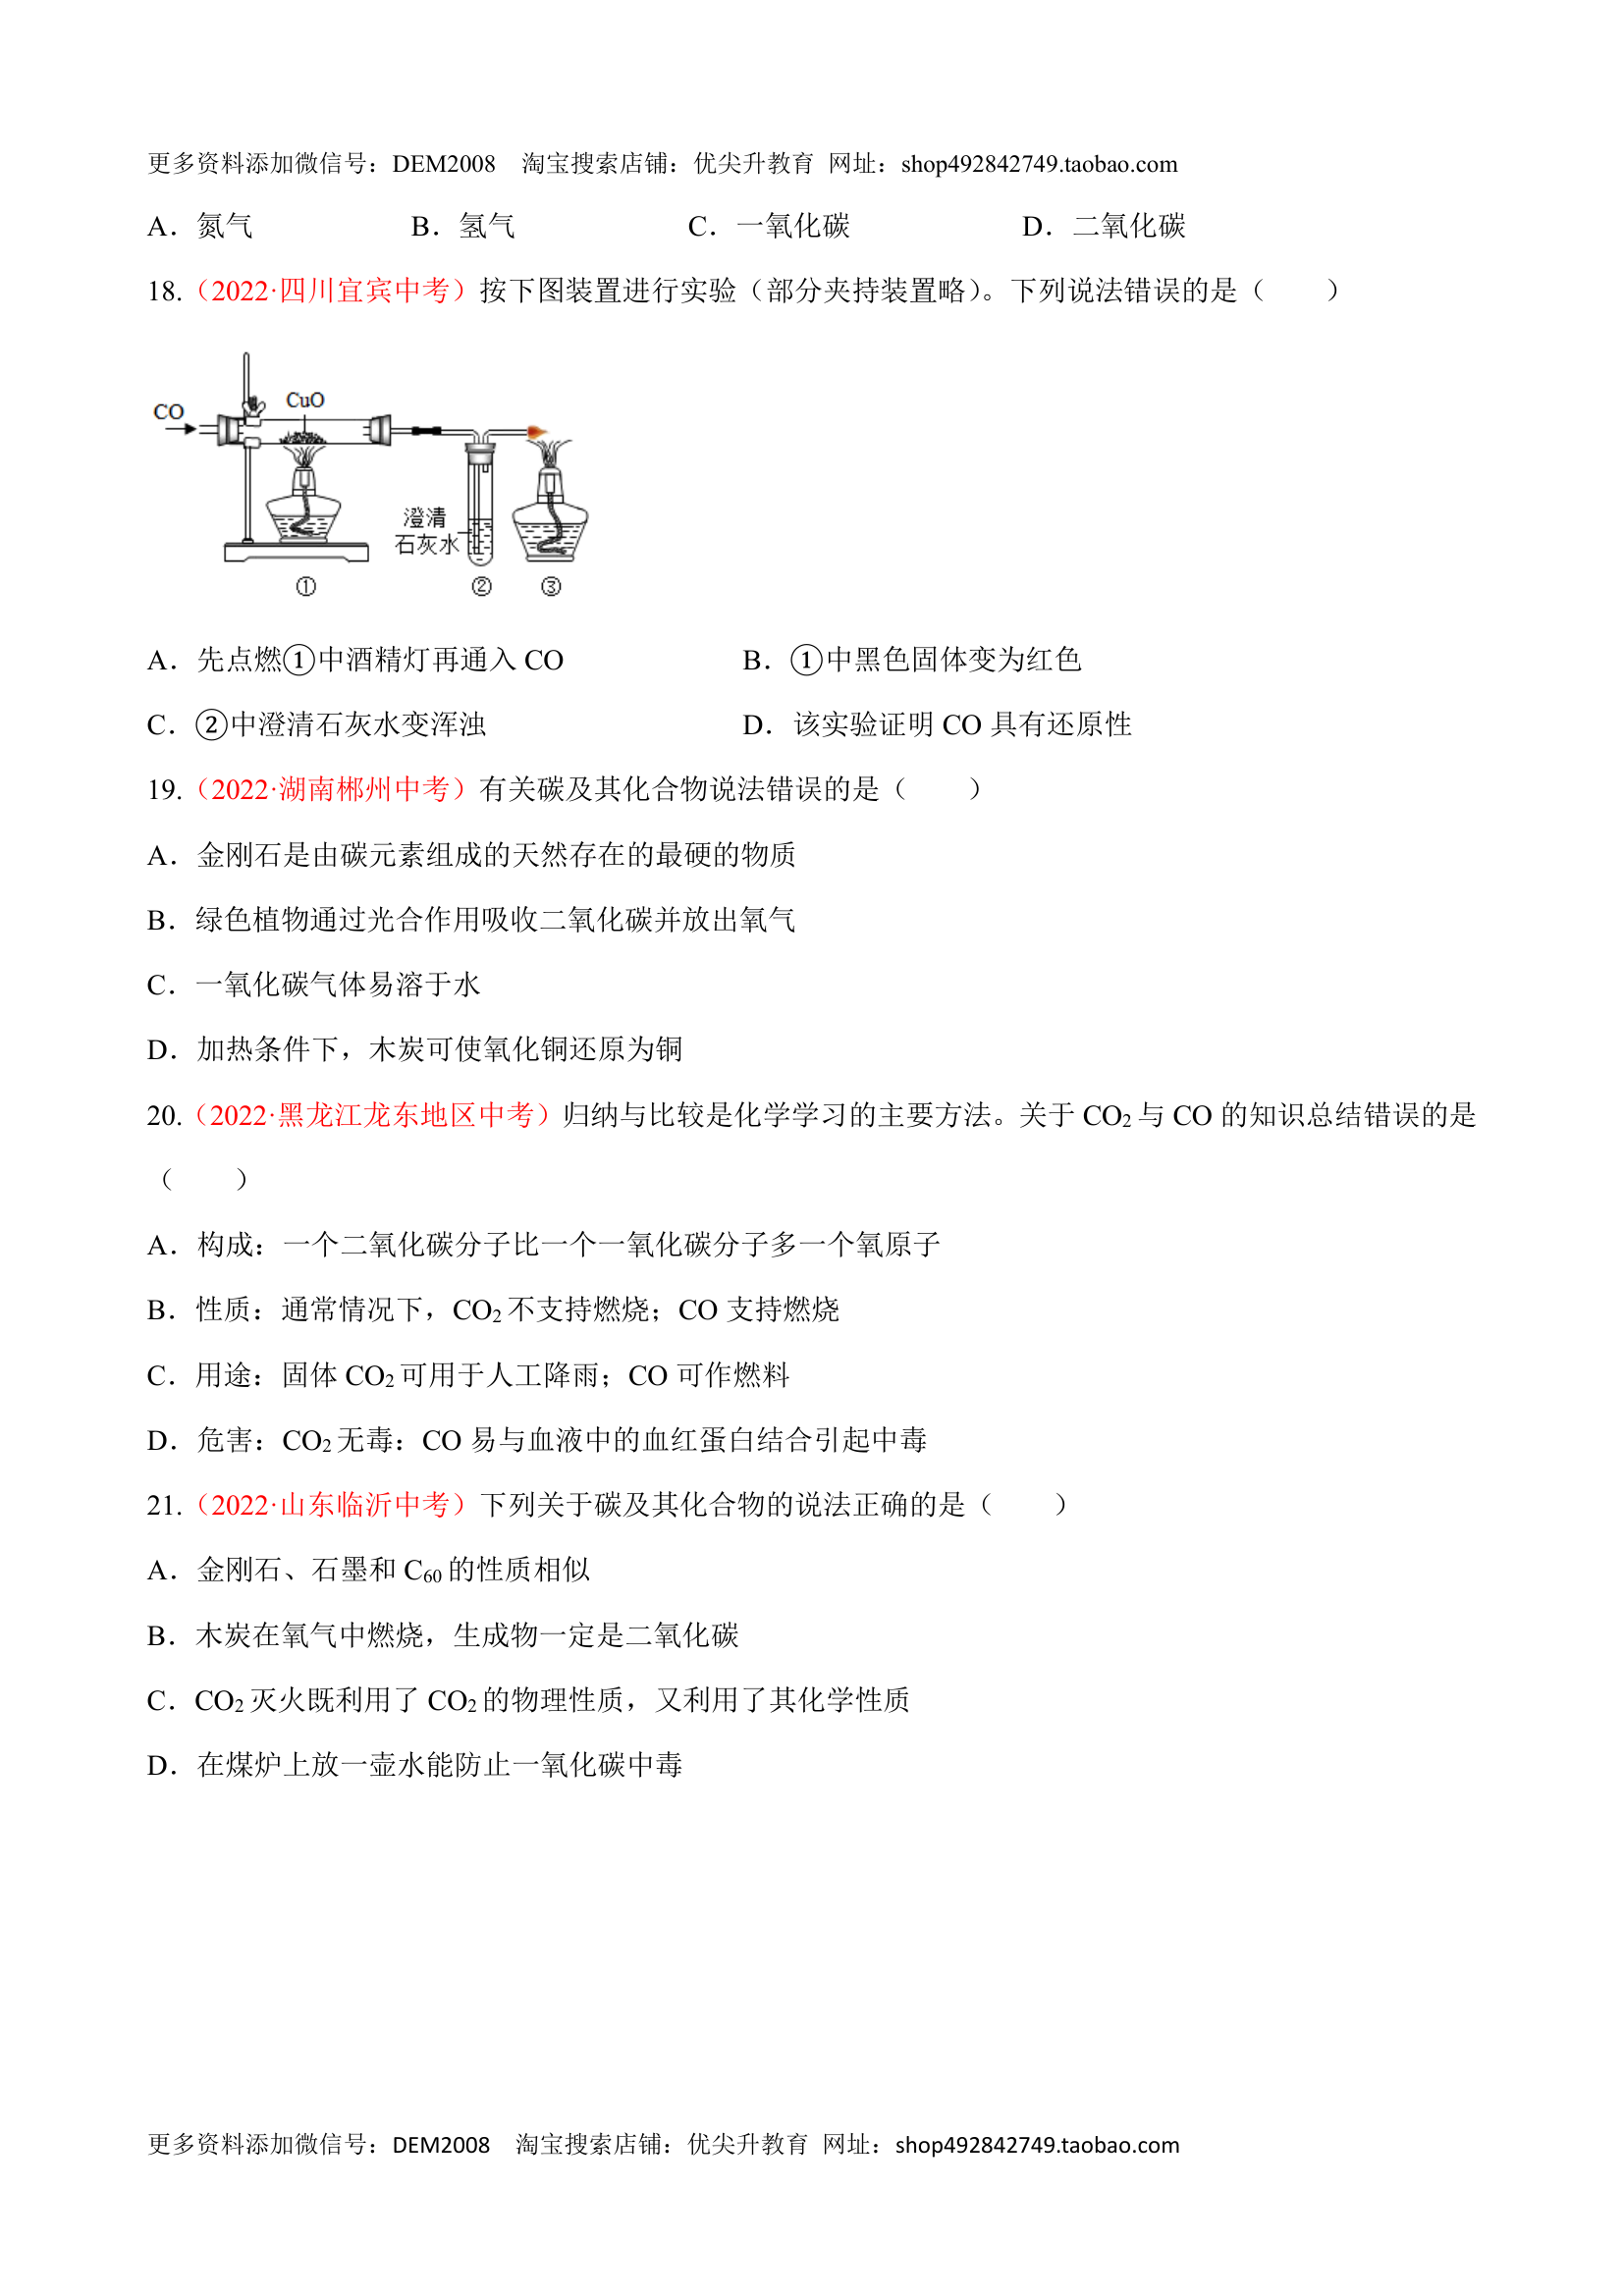 更多资料添加微信号：DEM2008 淘宝搜索店铺：优尖升教育 网址：shop492842749.taobao.com
A．氮气 B．氢气 C．一氧化碳 D．二氧化碳
18.（2022·四川宜宾中考）按下图装置进行实验（部分夹持装置略）。下列说法错误的是（ ）
CuO
CO
澄清
石灰水
① ② ③
A．先点燃①中酒精灯再通入 CO B．①中黑色固体变为红色
C．②中澄清石灰水变浑浊 D．该实验证明 CO 具有还原性
19.（2022·湖南郴州中考）有关碳及其化合物说法错误的是（ ）
A．金刚石是由碳元素组成的天然存在的最硬的物质
B．绿色植物通过光合作用吸收二氧化碳并放出氧气
C．一氧化碳气体易溶于水
D．加热条件下，木炭可使氧化铜还原为铜
20.（2022·黑龙江龙东地区中考）归纳与比较是化学学习的主要方法。关于 CO₂ 与 CO 的知识总结错误的是
（ ）
A．构成：一个二氧化碳分子比一个一氧化碳分子多一个氧原子
B．性质：通常情况下，CO₂ 不支持燃烧；CO 支持燃烧
C．用途：固体 CO₂ 可用于人工降雨；CO 可作燃料
D．危害：CO₂ 无毒：CO 易与血液中的血红蛋白结合引起中毒
21.（2022·山东临沂中考）下列关于碳及其化合物的说法正确的是（ ）
A．金刚石、石墨和 C₆₀ 的性质相似
B．木炭在氧气中燃烧，生成物一定是二氧化碳
C．CO₂ 灭火既利用了 CO₂ 的物理性质，又利用了其化学性质
D．在煤炉上放一壶水能防止一氧化碳中毒
更多资料添加微信号：DEM2008 淘宝搜索店铺：优尖升教育 网址：shop492842749.taobao.com